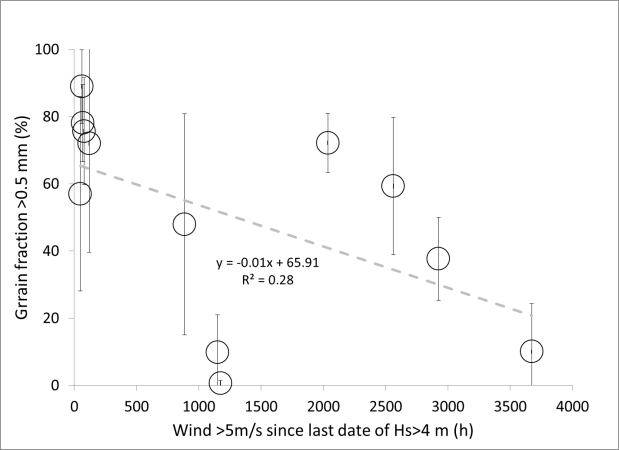 100
80
60
40
20
0
Grrain fraction >0.5 mm (%)
y = -0.01x + 65.91
R² = 0.28
0 500 1000 1500 2000 2500 3000 3500 4000
Wind >5m/s since last date of Hs>4 m (h)